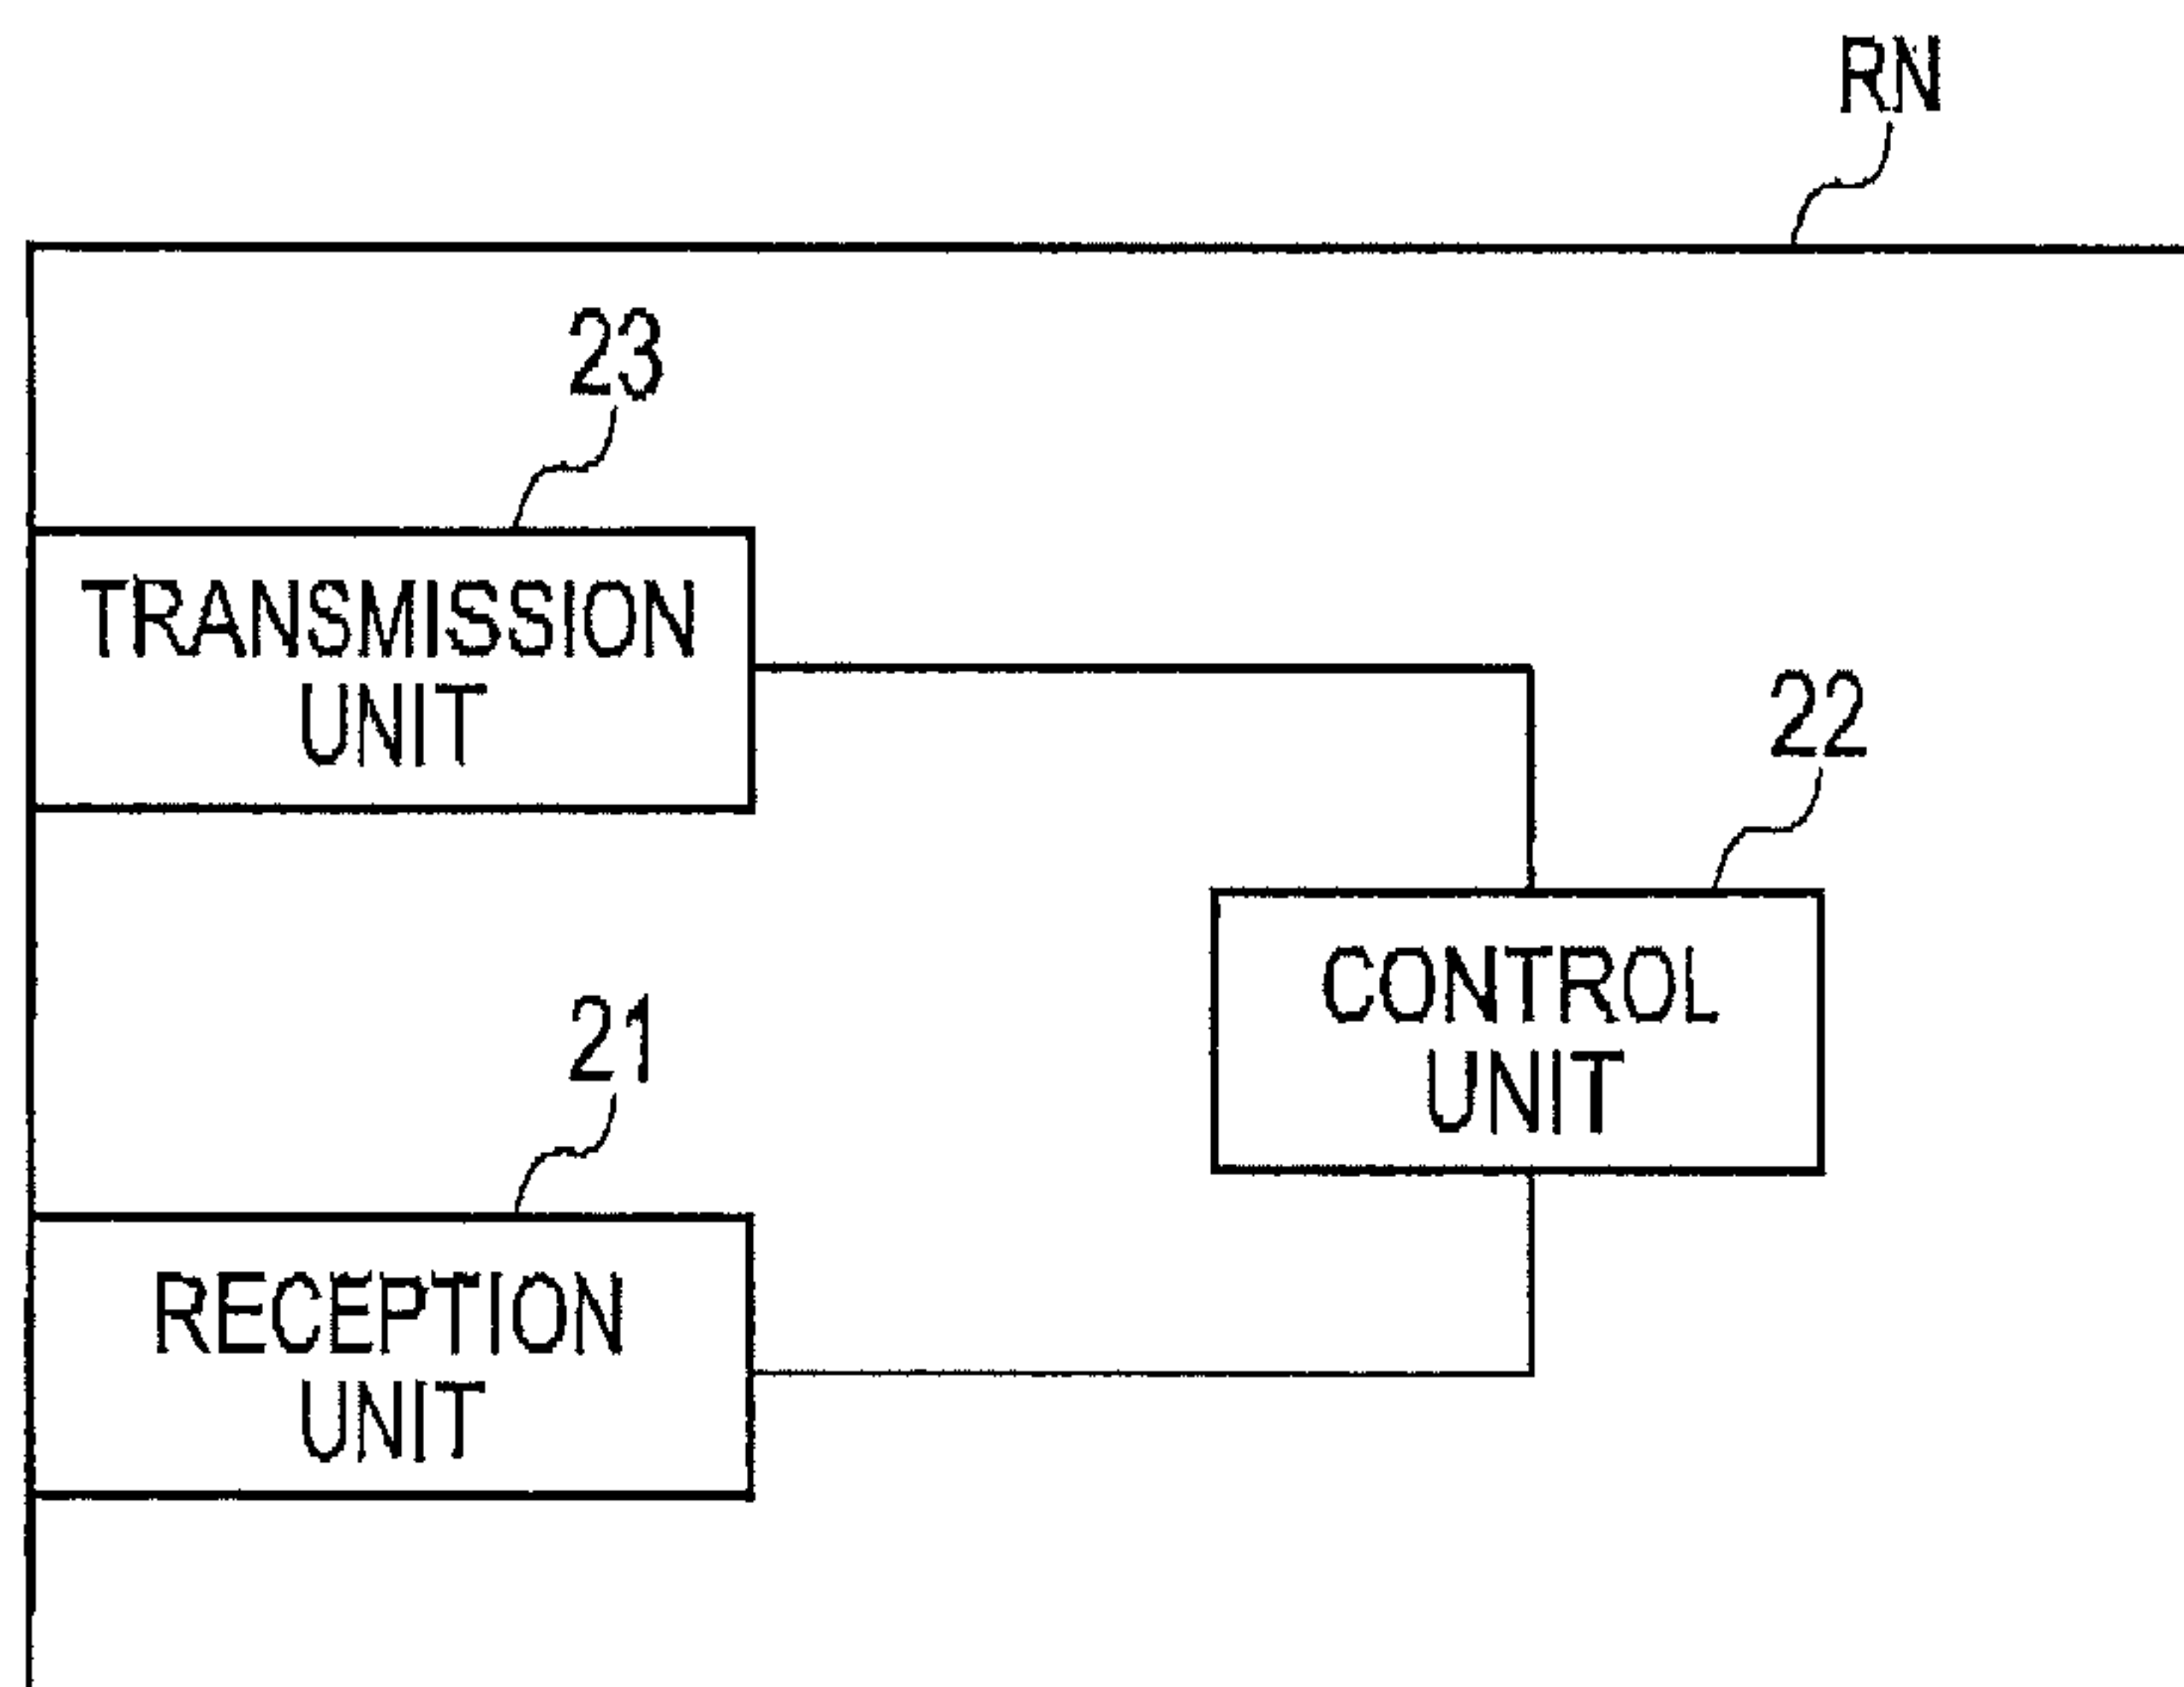 RN
23
TRANSMISSION
UNIT
22
CONTROL
UNIT
21
RECEPTION
UNIT